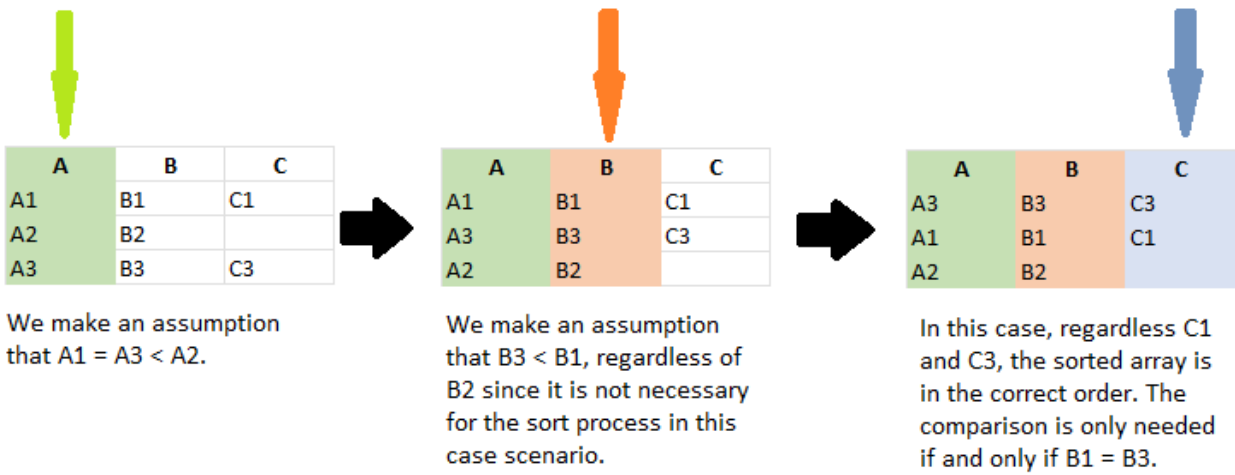 A B C
A1 B1 C1
A2 B2
A3 B3 C3
We make an assumption
that A1 = A3 < A2.
A B C
A1 B1 C1
A3 B3 C3
A2 B2
We make an assumption
that B3 < B1, regardless of
B2 since it is not necessary
for the sort process in this
case scenario.
A B C
A3 B3 C3
A1 B1 C1
A2 B2
In this case, regardless C1
and C3, the sorted array is
in the correct order. The
comparison is only needed
if and only if B1 = B3.